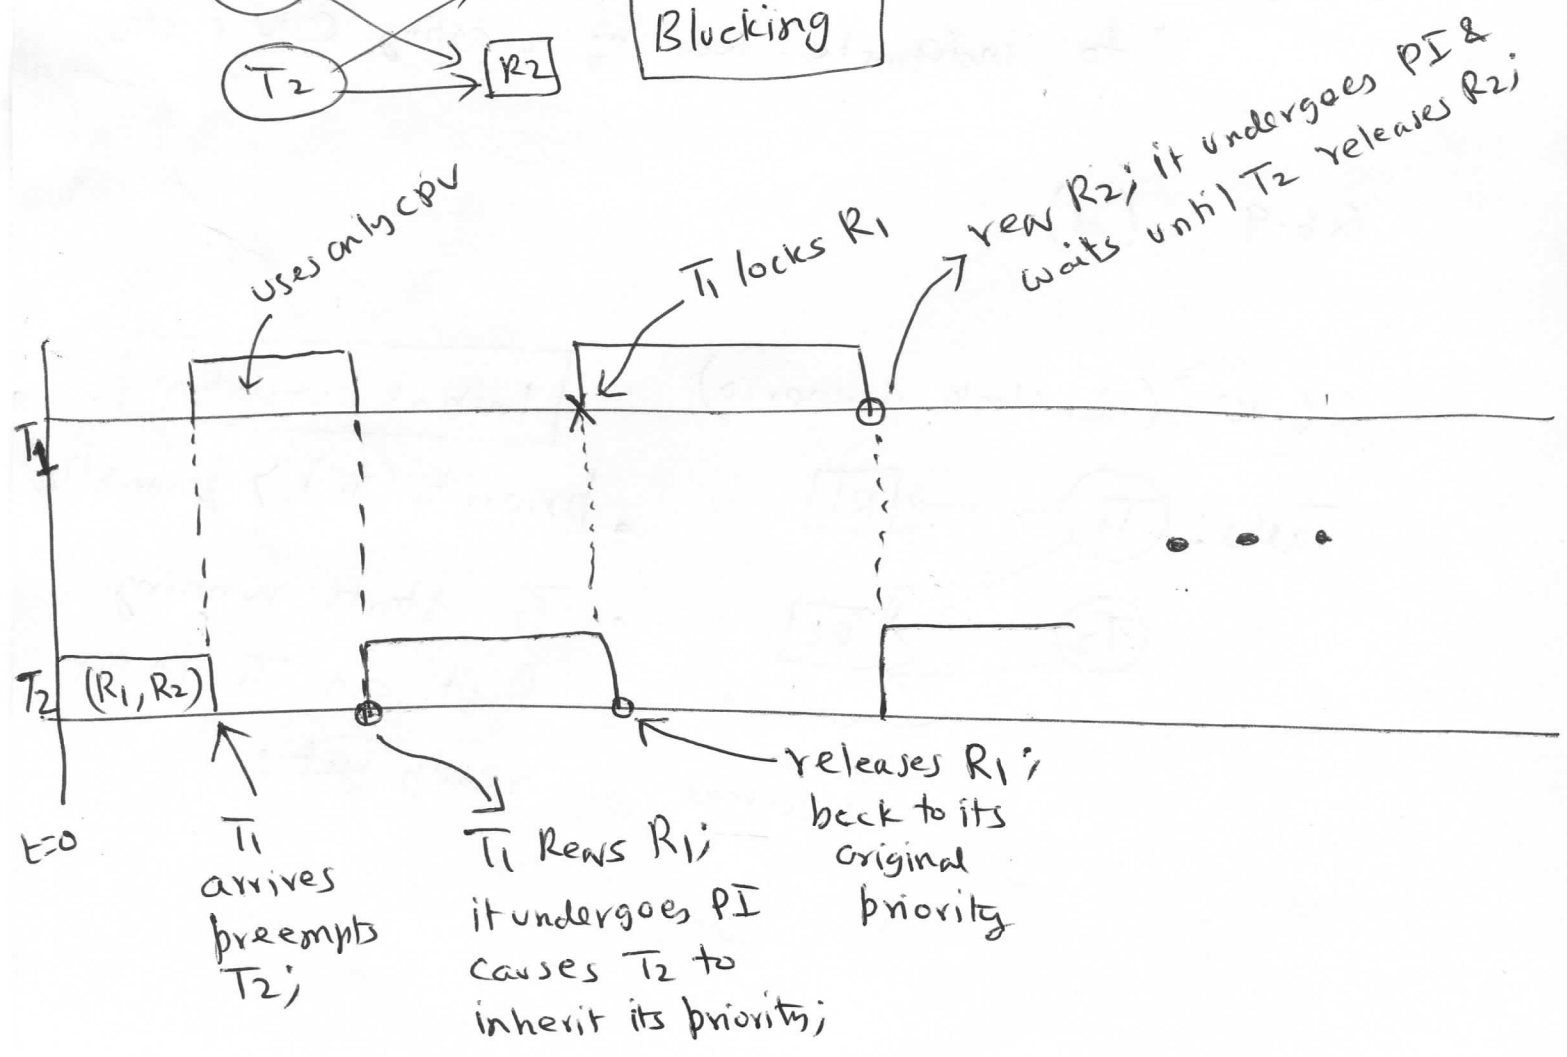 Blocking
T2
R2
uses only CPU
T1 locks R1
req R2; it undergoes PI &
waits until T2 releases R2;
T1
T2
(R1, R2)
t=0
T1
arrives
preempts
T2;
T1 Reqs R1;
it undergoes PI
causes T2 to
inherit its priority;
releases R1;
back to its
original
priority